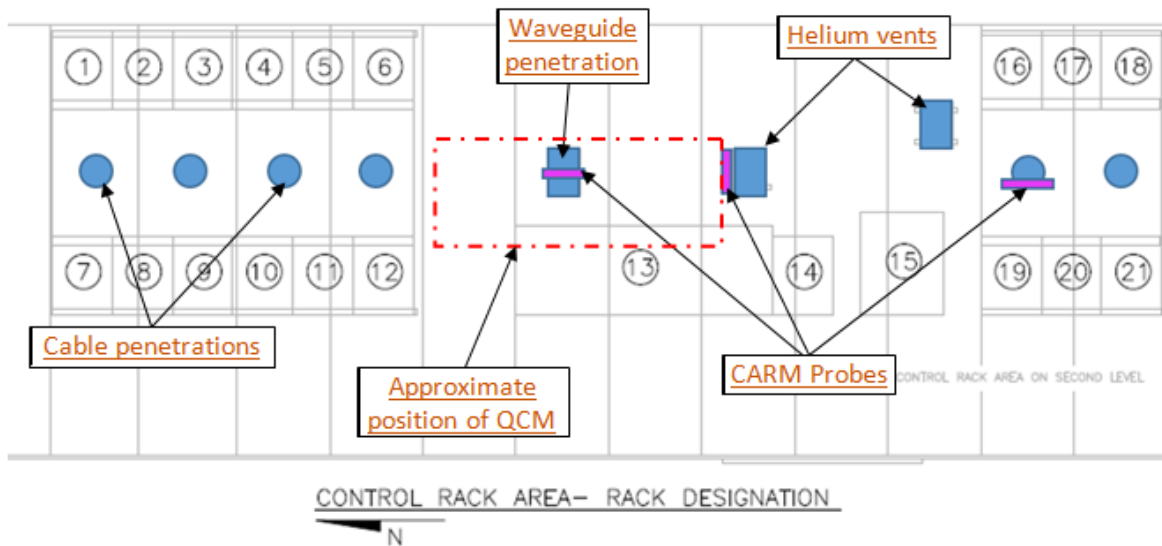 Waveguide
penetration
Helium vents
1 2 3 4 5 6
16 17 18
7 8 9 10 11 12
13
14
15
19 20 21
Cable penetrations
Approximate
position of QCM
CARM Probes
CONTROL RACK AREA ON SECOND LEVEL
CONTROL RACK AREA- RACK DESIGNATION
N